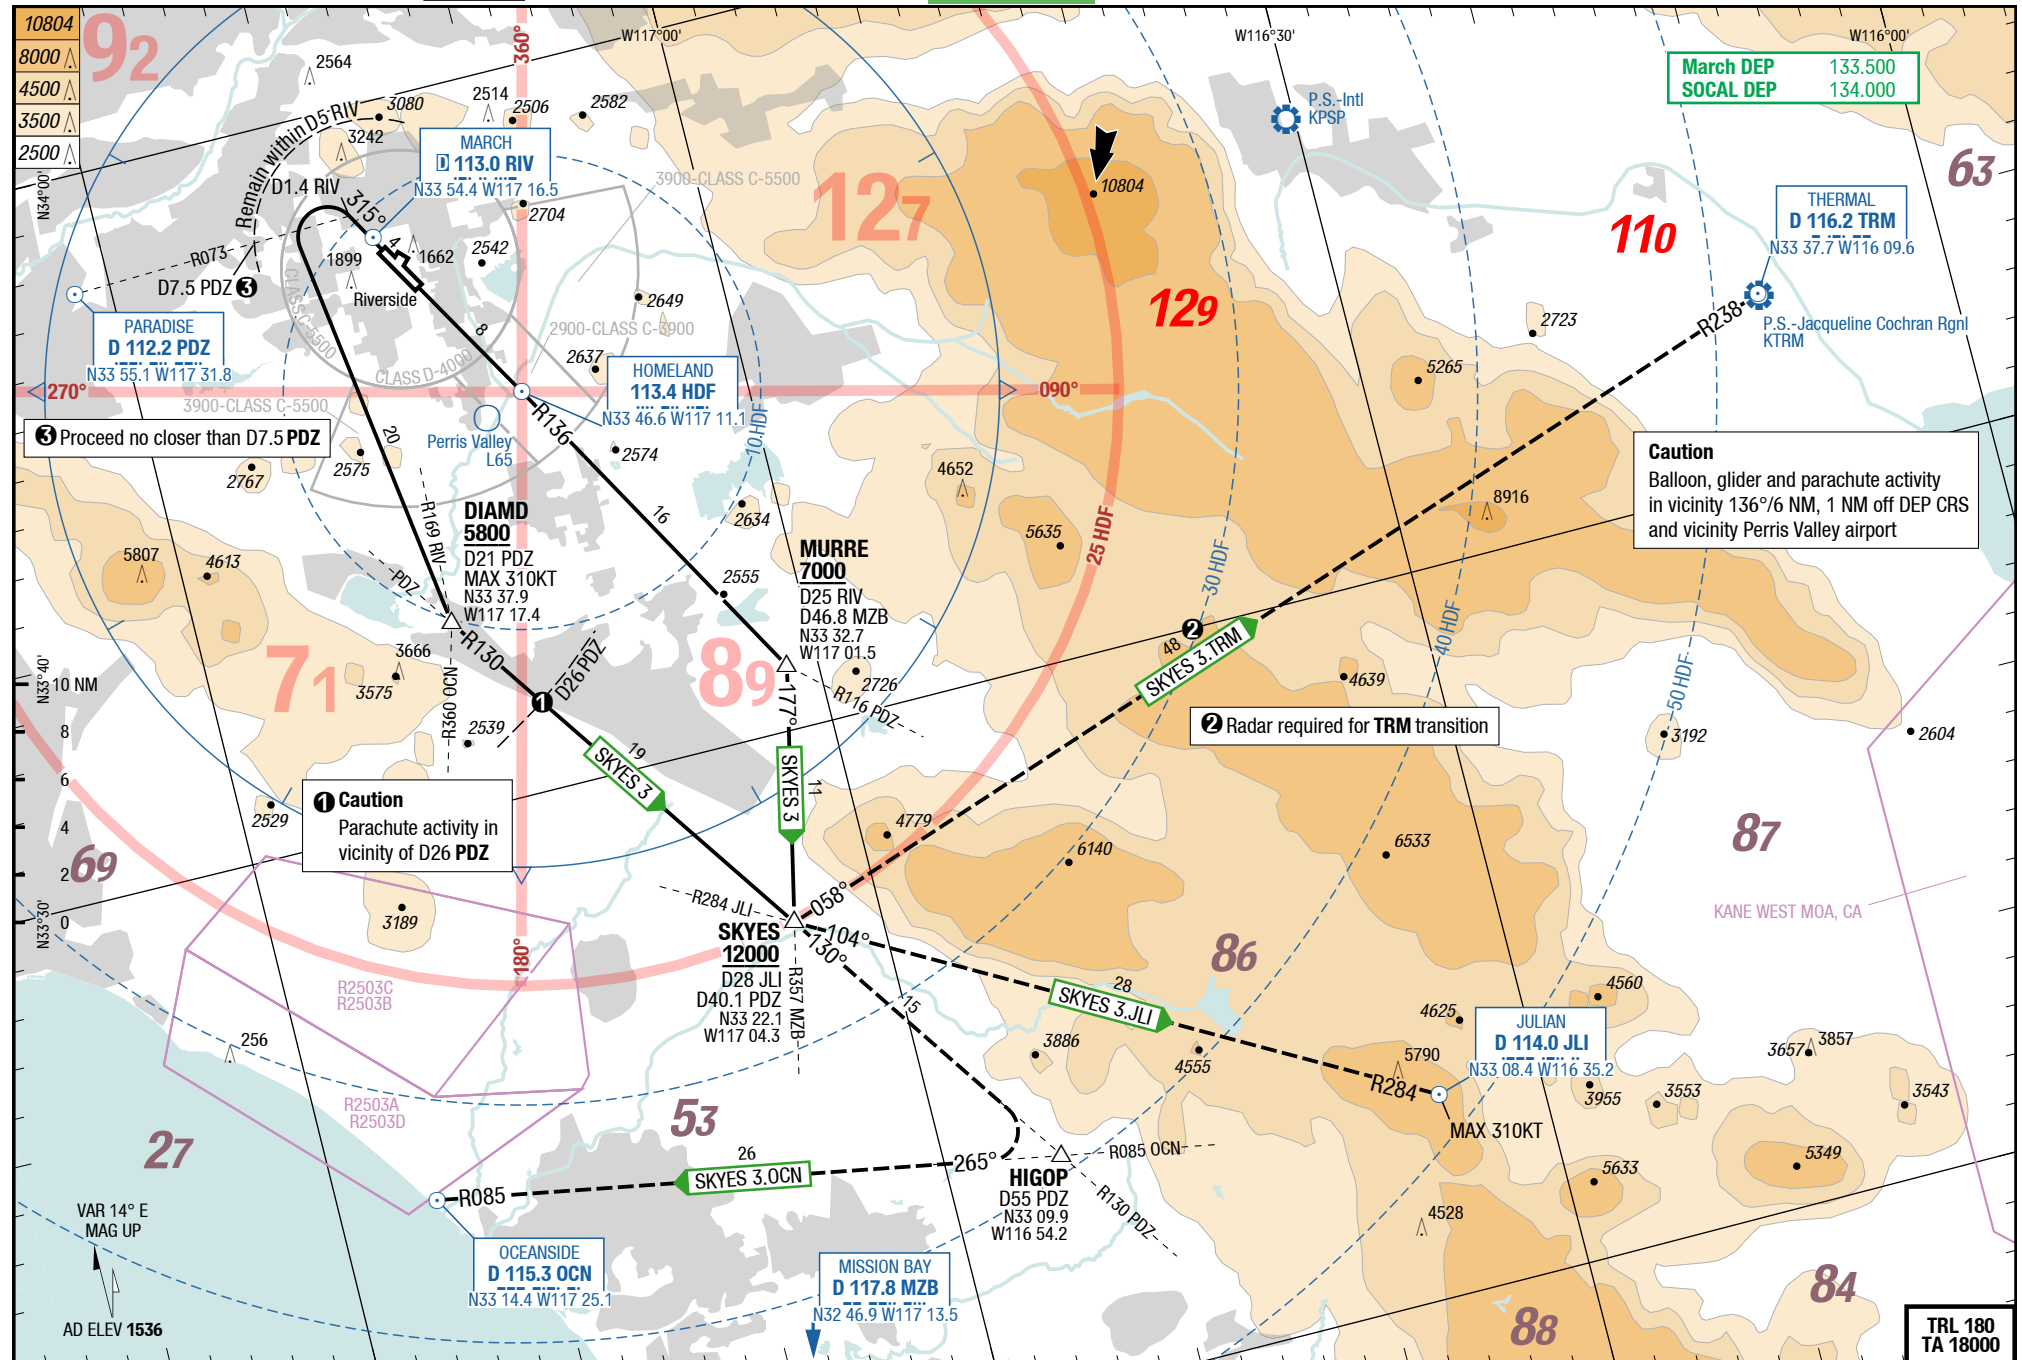 10804
8000
4500
3500
2500
92
2564
360°
W117°00'
W116°30'
W116°00'
March DEP 133.500
SOCAL DEP 134.000
P.S.-Intl
KPSP
63
Remain within D5 RIV
3080
3242
2514
2506
2582
MARCH
D 113.0 RIV
N33 54.4 W117 16.5
3900-CLASS C-5500
127
10804
110
THERMAL
D 116.2 TRM
N33 37.7 W116 09.6
N34°00'
D1.4 RIV
315°
2704
R073
4
1899
1662
2542
D7.5 PDZ 3
Riverside
CLASS C-5500
2649
129
R238
P.S.-Jacqueline Cochran Rgnl
KTRM
2723
PARADISE
D 112.2 PDZ
N33 55.1 W117 31.8
8
2900-CLASS C-3900
2637
HOMELAND
113.4 HDF
N33 46.6 W117 11.1
CLASS D-4000
5265
270°
090°
3900-CLASS C-5500
3 Proceed no closer than D7.5 PDZ
20
Perris Valley
L65
R136
10 HDF
2574
2575
2767
4652
8916
Caution
Balloon, glider and parachute activity
in vicinity 136°/6 NM, 1 NM off DEP CRS
and vicinity Perris Valley airport
R169 RIV
DIAMD
5800
D21 PDZ
MAX 310KT
N33 37.9
W117 17.4
16
2634
MURRE
7000
D25 RIV
D46.8 MZB
N33 32.7
W117 01.5
5635
25 HDF
30 HDF
40 HDF
50 HDF
5807
4613
PDZ
2555
R130
D26 PDZ
1
71
3666
3575
R360 OCN
2539
89
177°
2726
R116 PDZ
2
48
SKYES 3.TRM
4639
2 Radar required for TRM transition
3192
2604
N33°40'
10 NM
8
6
4
2
0
N33°30'
19
SKYES 3
SKYES 3
11
1 Caution
Parachute activity in
vicinity of D26 PDZ
2529
4779
6140
6533
87
69
3189
R284 JLI
058°
104°
130°
SKYES
12000
D28 JLI
D40.1 PDZ
N33 22.1
W117 04.3
R357 MZB
180°
KANE WEST MOA, CA
R2503C
R2503B
86
28
SKYES 3.JLI
15
4560
4625
JULIAN
D 114.0 JLI
N33 08.4 W116 35.2
256
3886
4555
5790
3657
3857
3955
3553
3543
R284
MAX 310KT
R2503A
R2503D
53
27
26
SKYES 3.OCN
265°
R085 OCN
HIGOP
D55 PDZ
N33 09.9
W116 54.2
R130 PDZ
5349
5633
4528
R085
VAR 14° E
MAG UP
OCEANSIDE
D 115.3 OCN
N33 14.4 W117 25.1
MISSION BAY
D 117.8 MZB
N32 46.9 W117 13.5
84
88
AD ELEV 1536
TRL 180
TA 18000